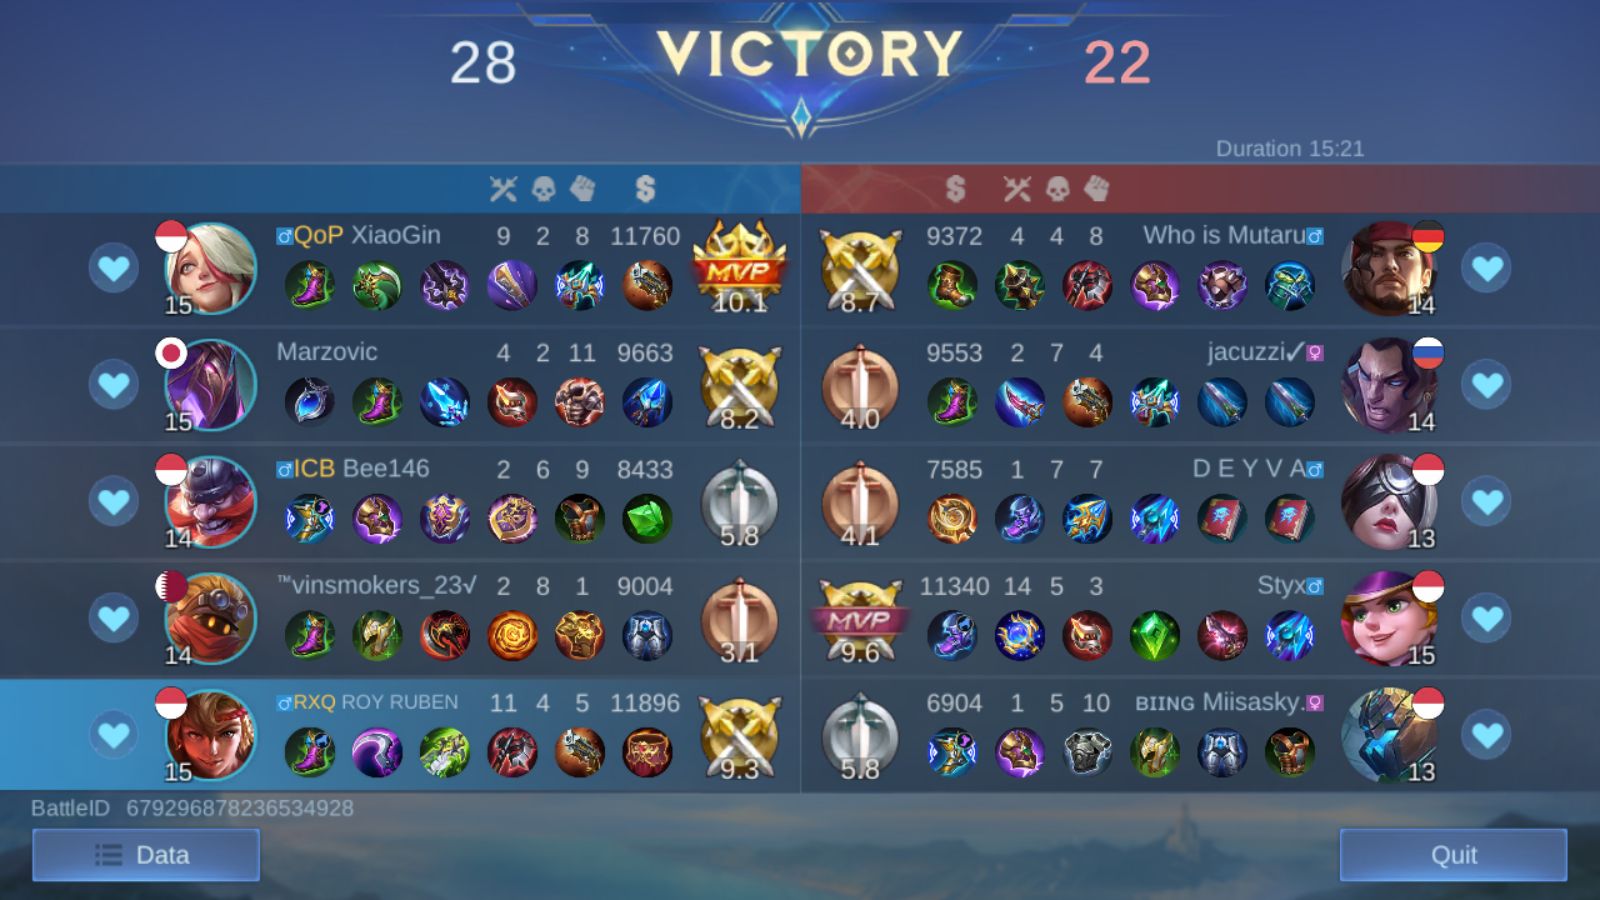 28 VICTORY 22
Duration 15:21
QoP XiaoGin 9 2 8 11760 MVP 10.1 15
8.7 9372 4 4 8 Who is Mutaru 14
Marzovic 4 2 11 9663 8.2 15
4.0 9553 2 7 4 jacuzzi✓ 14
ICB Bee146 2 6 9 8433 5.8 14
4.1 7585 1 7 7 D E Y V A 13
™vinsmokers_23√ 2 8 1 9004 3.1 14
MVP 9.6 11340 14 5 3 Styx 15
RXQ ROY RUBEN 11 4 5 11896 9.3 15
5.8 6904 1 5 10 BIING Miisasky. 13
BattleID 679296878236534928
Data
Quit